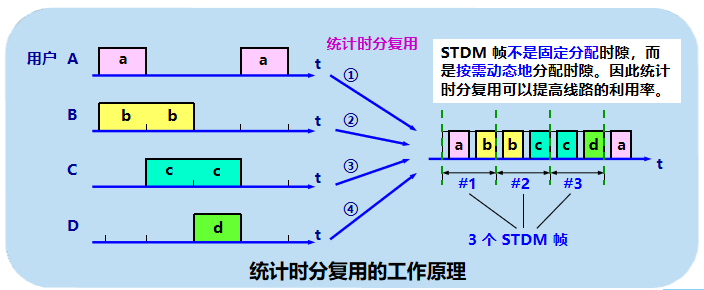 统计时分复用
STDM 帧不是固定分配时隙，而
是按需动态地分配时隙。因此统计
时分复用可以提高线路的利用率。
用户 A
a
a
t
①
B
b
b
t
②
C
c
c
t
③
D
d
t
④
a
b
b
c
c
d
a
t
#1
#2
#3
3 个 STDM 帧
统计时分复用的工作原理